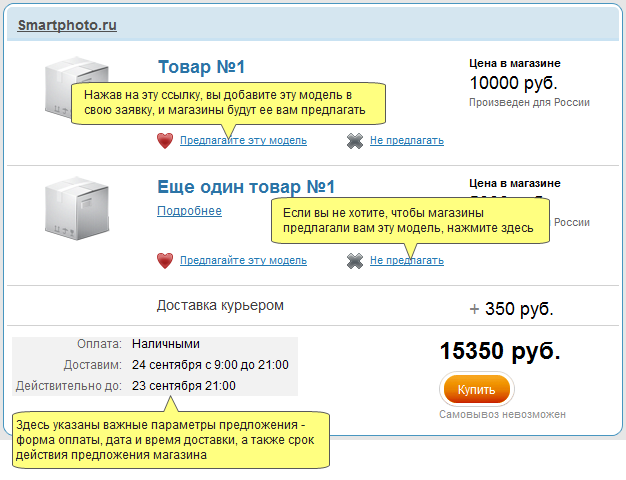 Smartphoto.ru
Товар №1
Цена в магазине
10000 руб.
Произведен для России
Нажав на эту ссылку, вы добавите эту модель в
свою заявку, и магазины будут ее вам предлагать
Предлагайте эту модель
Не предлагать
Еще один товар №1
Цена в магазине
Подробнее
России
Если вы не хотите, чтобы магазины
предлагали вам эту модель, нажмите здесь
Предлагайте эту модель
Не предлагать
Доставка курьером
+ 350 руб.
Оплата: Наличными
Доставим: 24 сентября с 9:00 до 21:00
Действительно до: 23 сентября 21:00
15350 руб.
Купить
Самовывоз невозможен
Здесь указаны важные параметры предложения -
форма оплаты, дата и время доставки, а также срок
действия предложения магазина